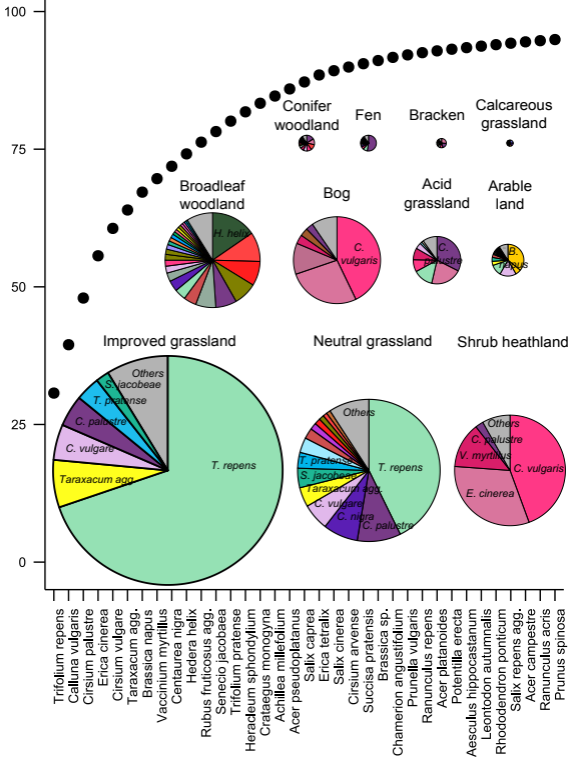 100
75
50
25
0
Conifer
woodland
Fen
Bracken
Calcareous
grassland
Broadleaf
woodland
Bog
Acid
grassland
Arable
land
H. helix
C.
vulgaris
C.
palustre
B.
napus
Improved grassland
Neutral grassland
Shrub heathland
Others
S. jacobeae
T. pratense
C. palustre
C. vulgare
Taraxacum agg.
T. repens
Others
T. pratense
S. jacobeae
Taraxacum agg.
C. vulgare
C. nigra
C. palustre
T. repens
Others
C. palustre
V. myrtillus
C. vulgaris
E. cinerea
Trifolium repens
Calluna vulgaris
Cirsium palustre
Erica cinerea
Cirsium vulgare
Taraxacum agg.
Brassica napus
Vaccinium myrtillus
Centaurea nigra
Hedera helix
Rubus fruticosus agg.
Senecio jacobaea
Trifolium pratense
Heracleum sphondylium
Crataegus monogyna
Achillea millefolium
Acer pseudoplatanus
Salix caprea
Erica tetralix
Salix cinerea
Cirsium arvense
Succisa pratensis
Brassica sp.
Chamerion angustifolium
Prunella vulgaris
Ranunculus repens
Acer platanoides
Potentilla erecta
Aesculus hippocastanum
Leontodon autumnalis
Rhododendron ponticum
Salix repens agg.
Acer campestre
Ranunculus acris
Prunus spinosa